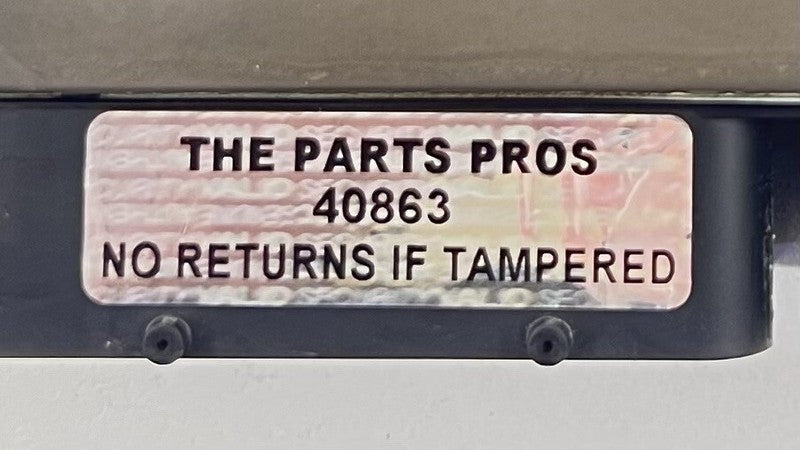 THE PARTS PROS
40863
NO RETURNS IF TAMPERED